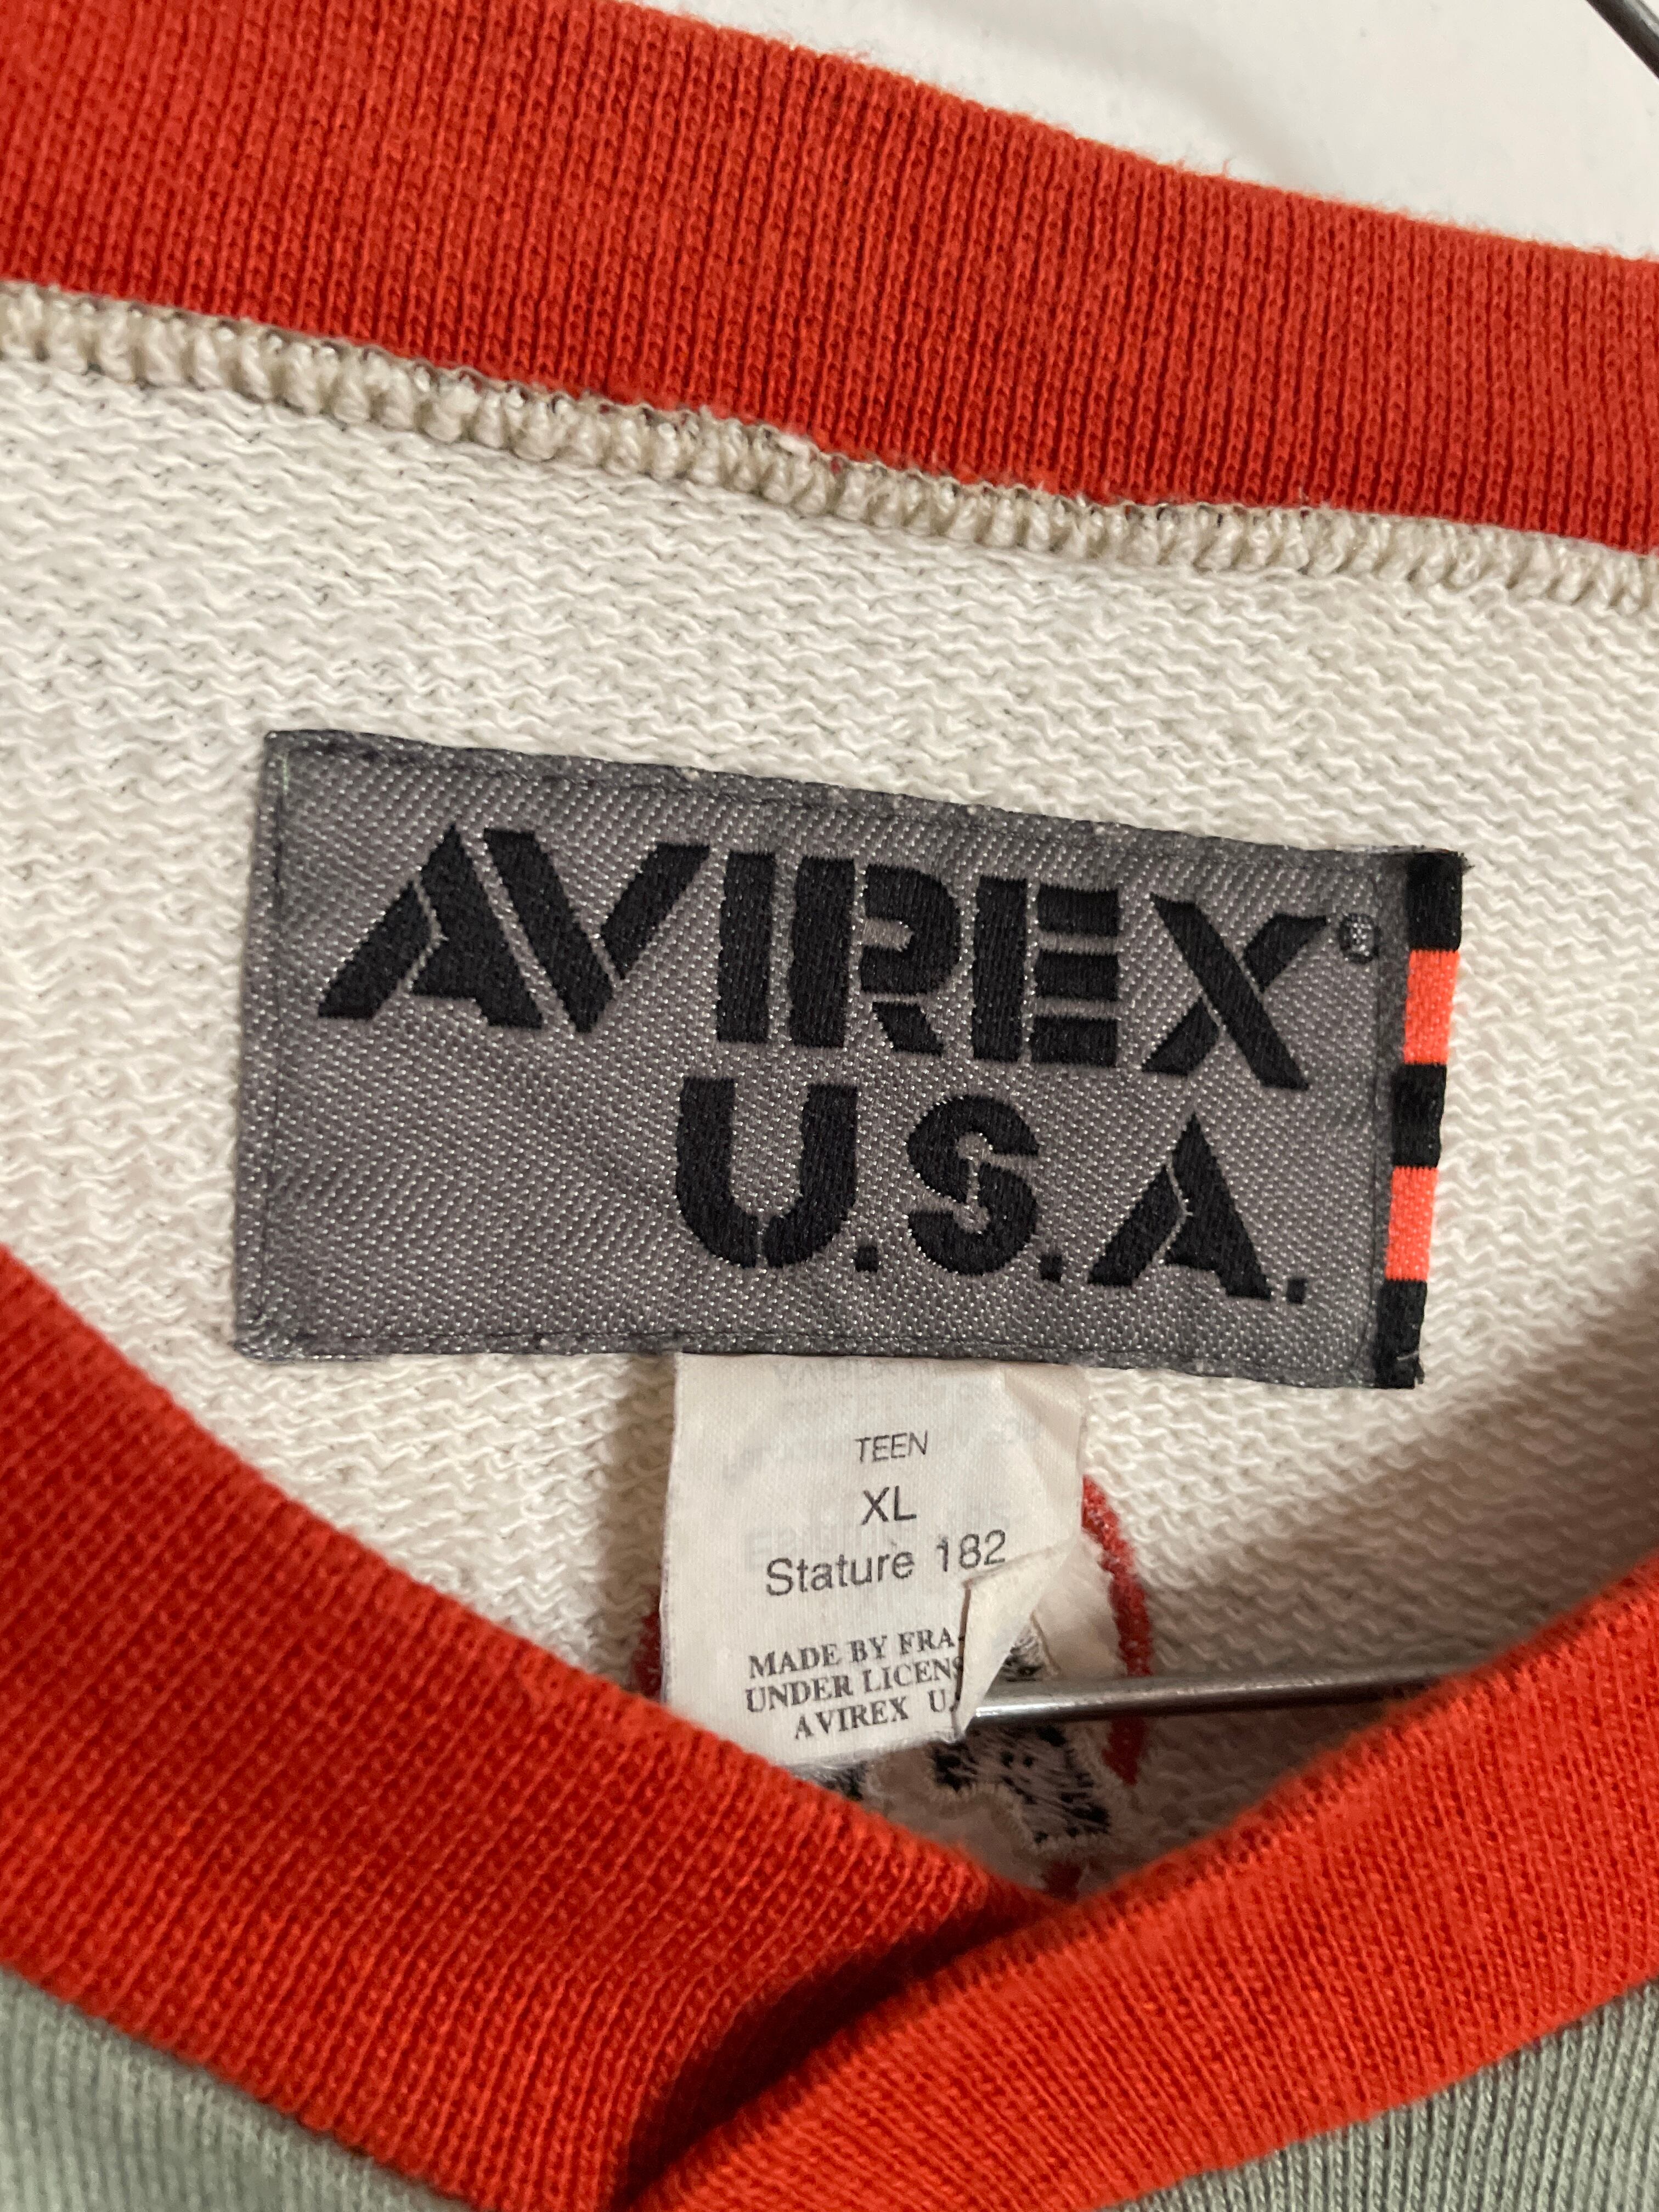 AVIREX®
U.S.A.
TEEN
XL
Stature 182
MADE BY FRA-
UNDER LICENS
AVIREX U.